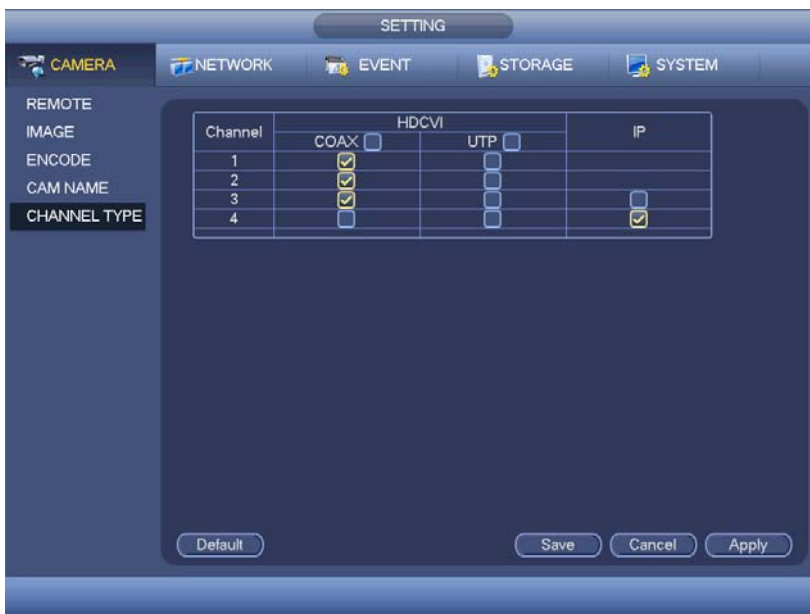 SETTING
CAMERA NETWORK EVENT STORAGE SYSTEM
REMOTE
IMAGE
ENCODE
CAM NAME
CHANNEL TYPE
Channel HDCVI IP
COAX UTP
1
2
3
4
Default Save Cancel Apply